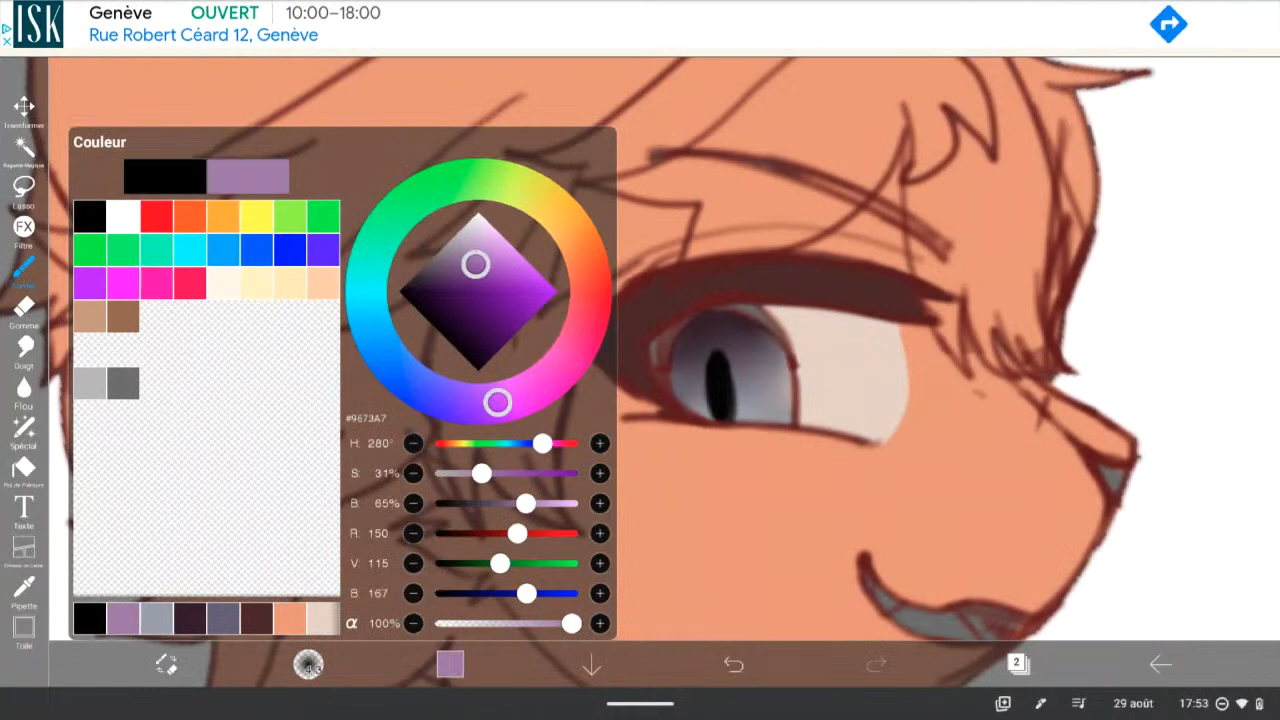 ISK
Genève OUVERT 10:00–18:00
Rue Robert Céard 12, Genève
Transformer
Baguette Magique
Lasso
FX
Filtre
Gomme
Doigt
Flou
Spécial
T
Texte
Pipette
Toile
Couleur
#9673A7
H: 280°
S: 31%
B: 65%
R: 150
V: 115
B: 167
α 100%
2
29 août 17:53